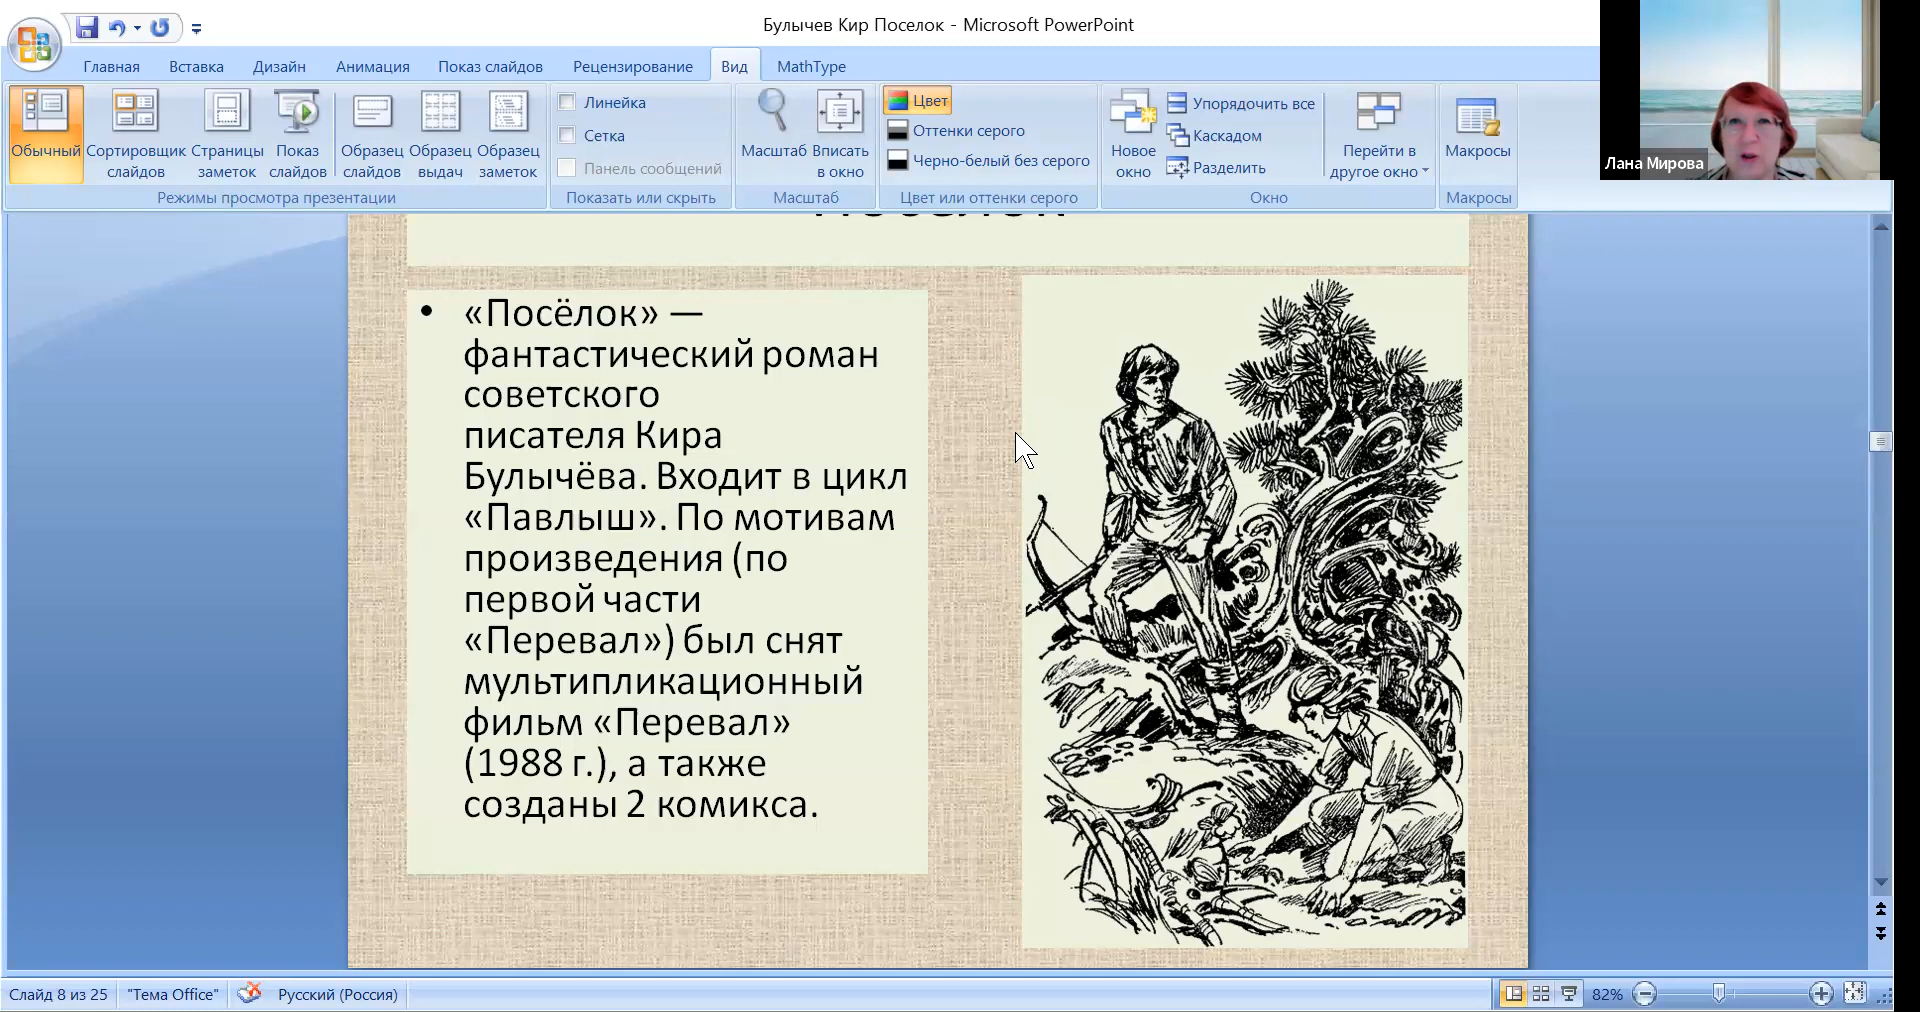 Булычев Кир Поселок - Microsoft PowerPoint
Главная Вставка Дизайн Анимация Показ слайдов Рецензирование Вид MathType
Обычный
Сортировщик слайдов
Страницы заметок
Показ слайдов
Образец слайдов
Образец выдач
Образец заметок
Режимы просмотра презентации
Линейка
Сетка
Панель сообщений
Показать или скрыть
Масштаб
Вписать в окно
Масштаб
Цвет
Оттенки серого
Черно-белый без серого
Цвет или оттенки серого
Новое окно
Упорядочить все
Каскадом
Разделить
Перейти в другое окно
Окно
Макросы
Макросы
Лана Мирова
• «Посёлок» —
фантастический роман
советского
писателя Кира
Булычёва. Входит в цикл
«Павлыш». По мотивам
произведения (по
первой части
«Перевал») был снят
мультипликационный
фильм «Перевал»
(1988 г.), а также
созданы 2 комикса.
Слайд 8 из 25 "Тема Office" Русский (Россия) 82%